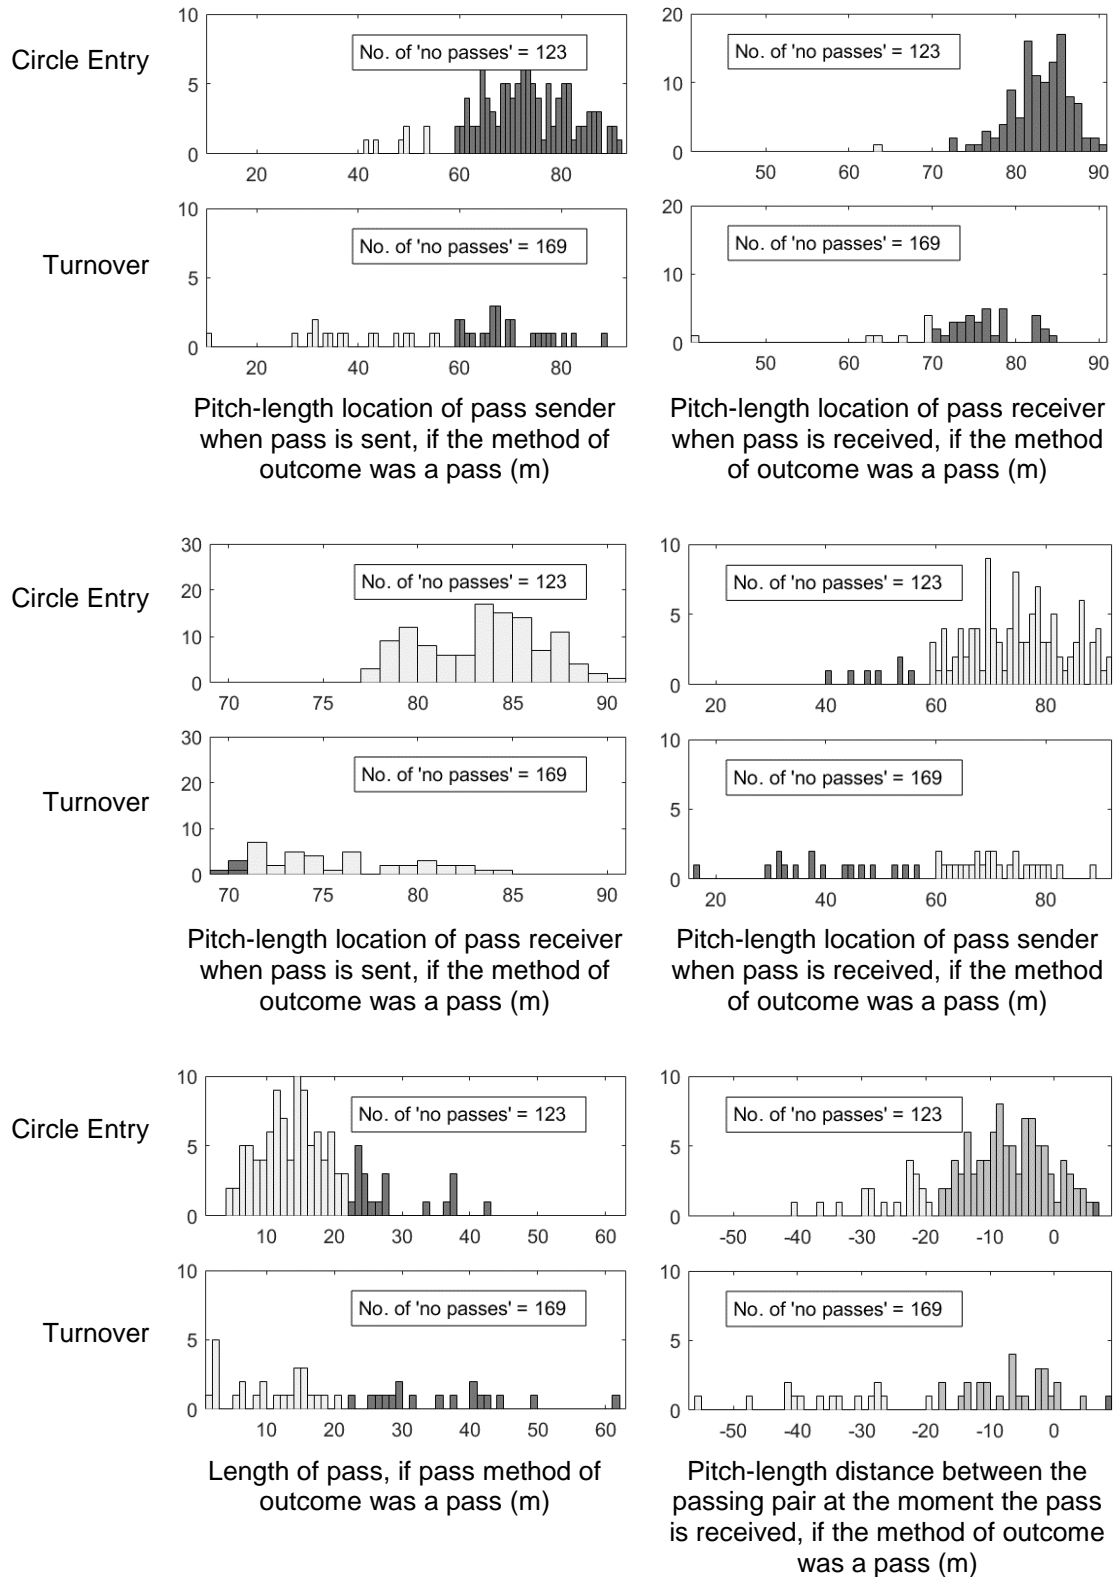 Circle Entry
10
5
0
No. of 'no passes' = 123
20 40 60 80
20
10
0
No. of 'no passes' = 123
50 60 70 80 90
Turnover
10
5
0
No. of 'no passes' = 169
20 40 60 80
20
10
0
No. of 'no passes' = 169
50 60 70 80 90
Pitch-length location of pass sender
when pass is sent, if the method of
outcome was a pass (m)
Pitch-length location of pass receiver
when pass is received, if the method
of outcome was a pass (m)
Circle Entry
30
20
10
0
No. of 'no passes' = 123
70 75 80 85 90
10
5
0
No. of 'no passes' = 123
20 40 60 80
Turnover
30
20
10
0
No. of 'no passes' = 169
70 75 80 85 90
10
5
0
No. of 'no passes' = 169
20 40 60 80
Pitch-length location of pass receiver
when pass is sent, if the method of
outcome was a pass (m)
Pitch-length location of pass sender
when pass is received, if the method
of outcome was a pass (m)
Circle Entry
10
5
0
No. of 'no passes' = 123
10 20 30 40 50 60
10
5
0
No. of 'no passes' = 123
-50 -40 -30 -20 -10 0
Turnover
10
5
0
No. of 'no passes' = 169
10 20 30 40 50 60
10
5
0
No. of 'no passes' = 169
-50 -40 -30 -20 -10 0
Length of pass, if pass method of
outcome was a pass (m)
Pitch-length distance between the
passing pair at the moment the pass
is received, if the method of outcome
was a pass (m)